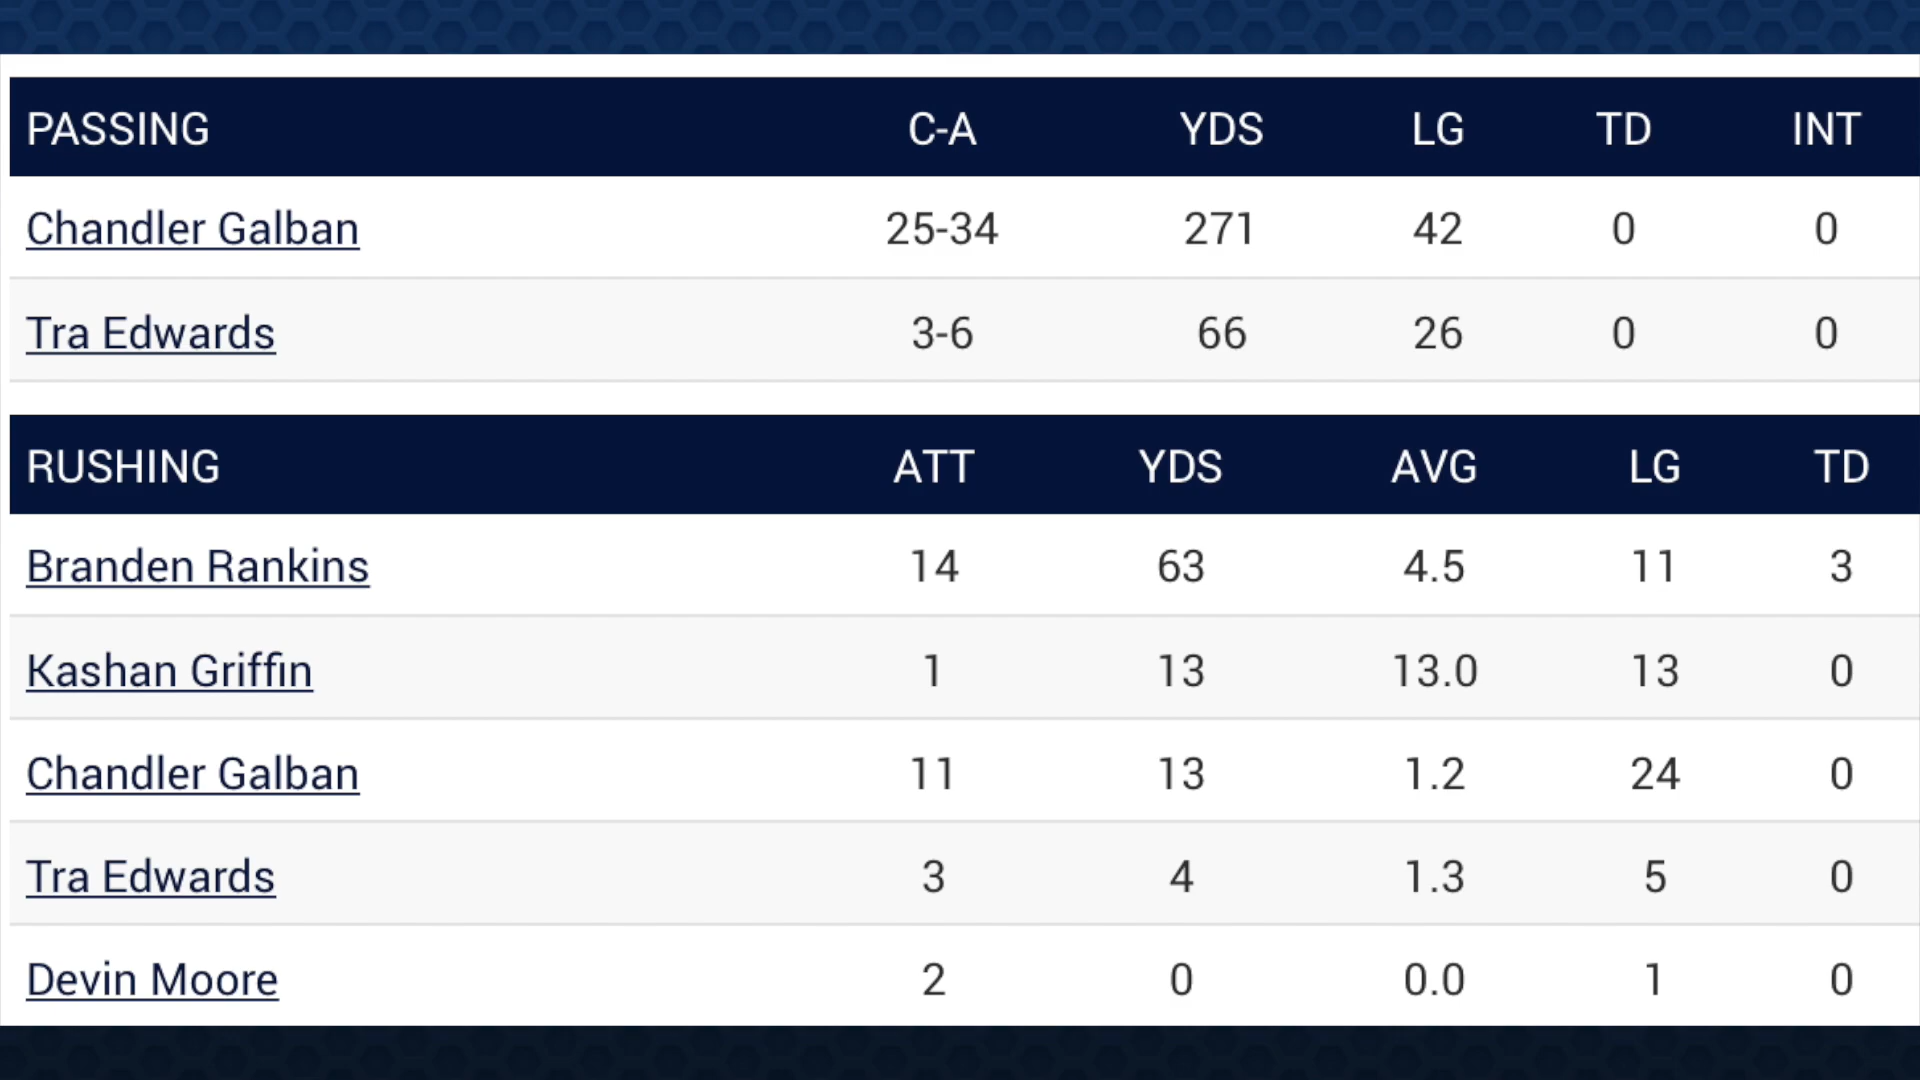 PASSING C-A YDS LG TD INT
Chandler Galban 25-34 271 42 0 0
Tra Edwards 3-6 66 26 0 0
RUSHING ATT YDS AVG LG TD
Branden Rankins 14 63 4.5 11 3
Kashan Griffin 1 13 13.0 13 0
Chandler Galban 11 13 1.2 24 0
Tra Edwards 3 4 1.3 5 0
Devin Moore 2 0 0.0 1 0